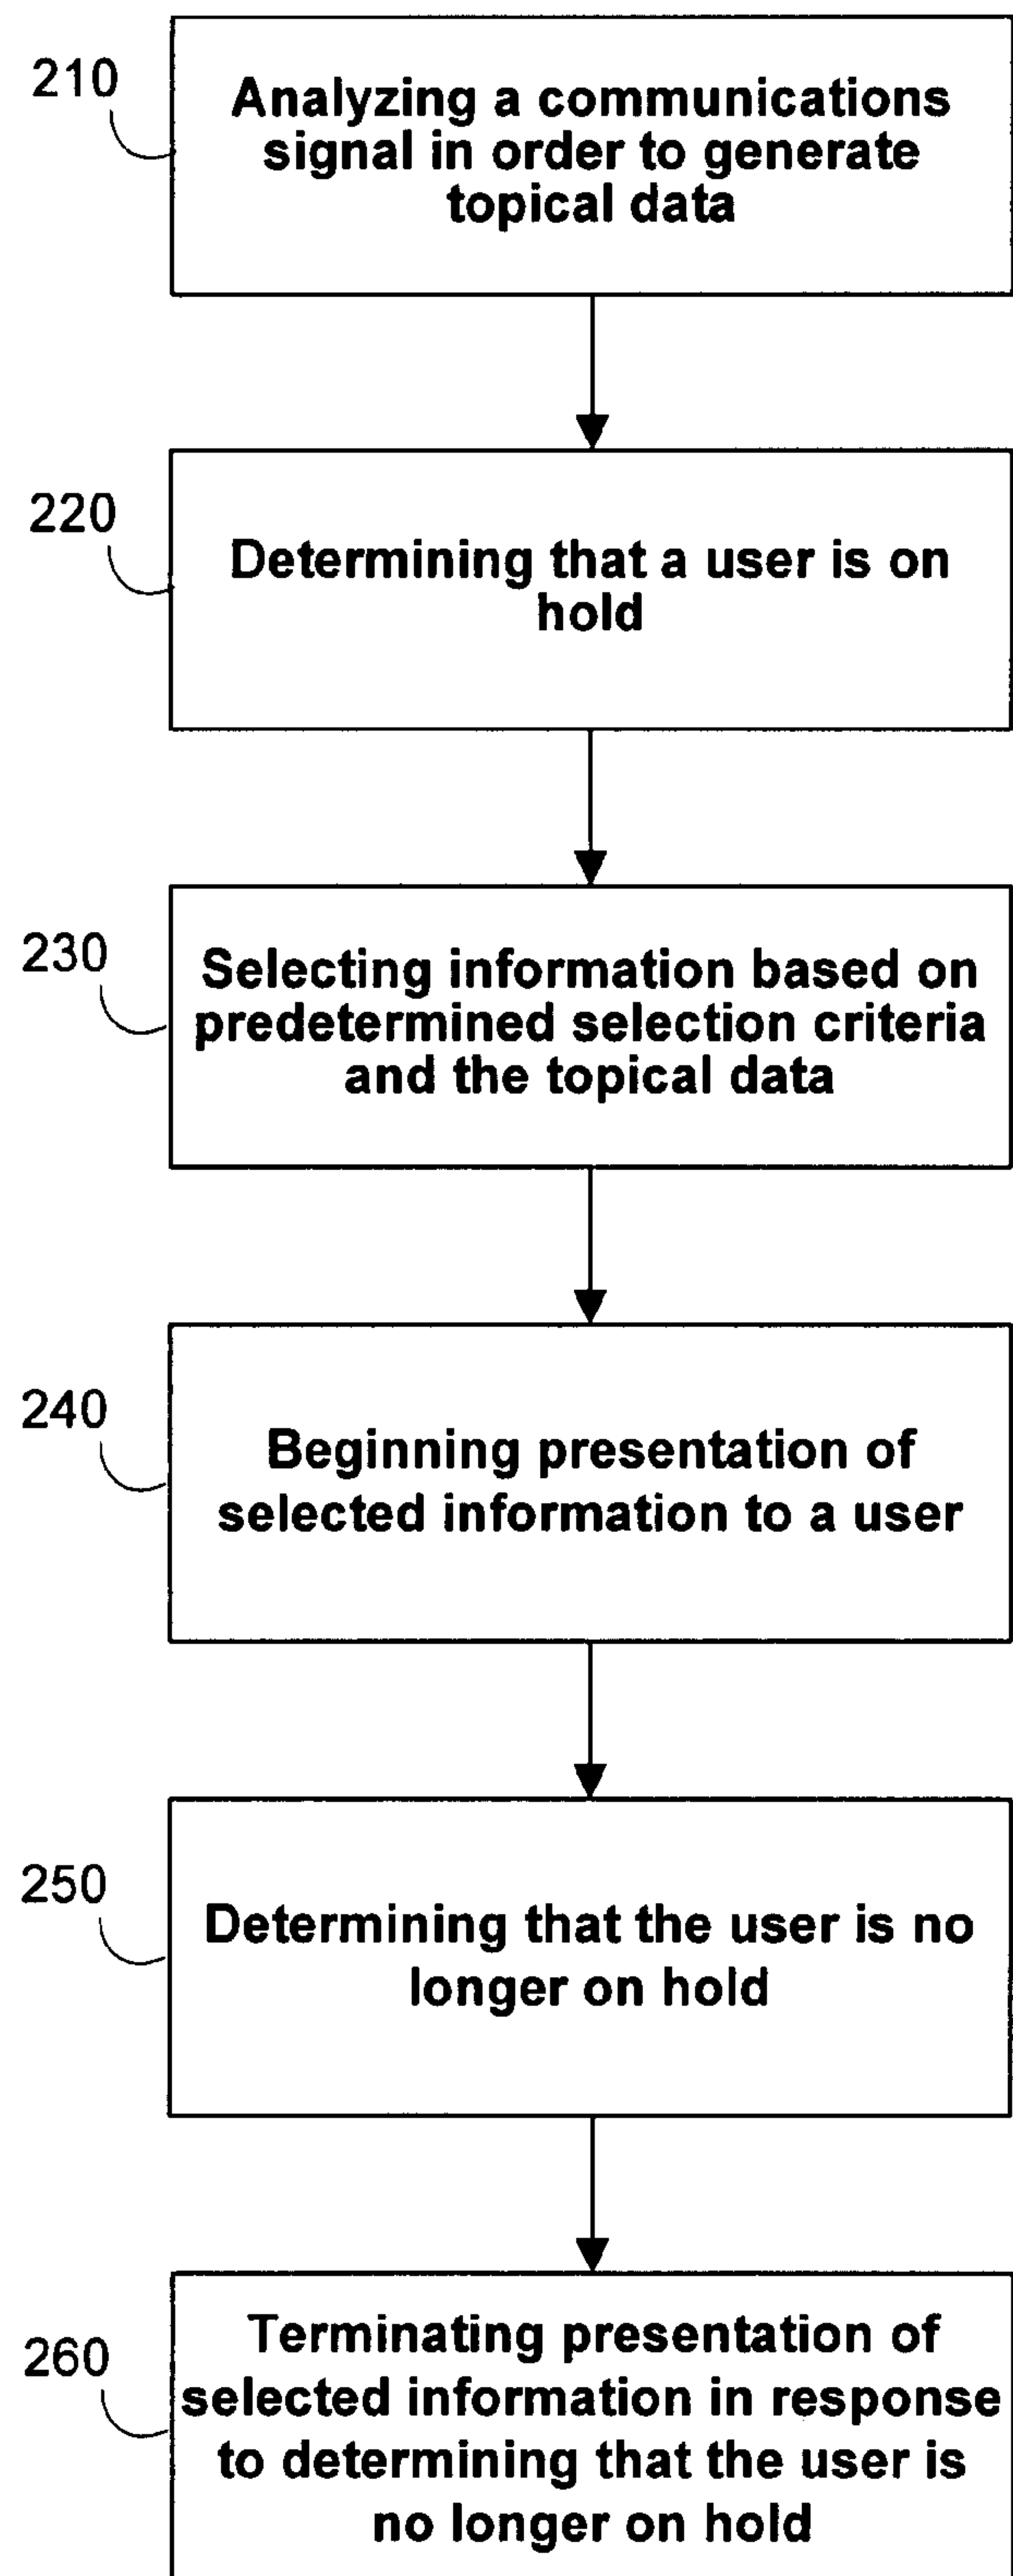 210
Analyzing a communications
signal in order to generate
topical data
220
Determining that a user is on
hold
230
Selecting information based on
predetermined selection criteria
and the topical data
240
Beginning presentation of
selected information to a user
250
Determining that the user is no
longer on hold
260
Terminating presentation of
selected information in response
to determining that the user is
no longer on hold